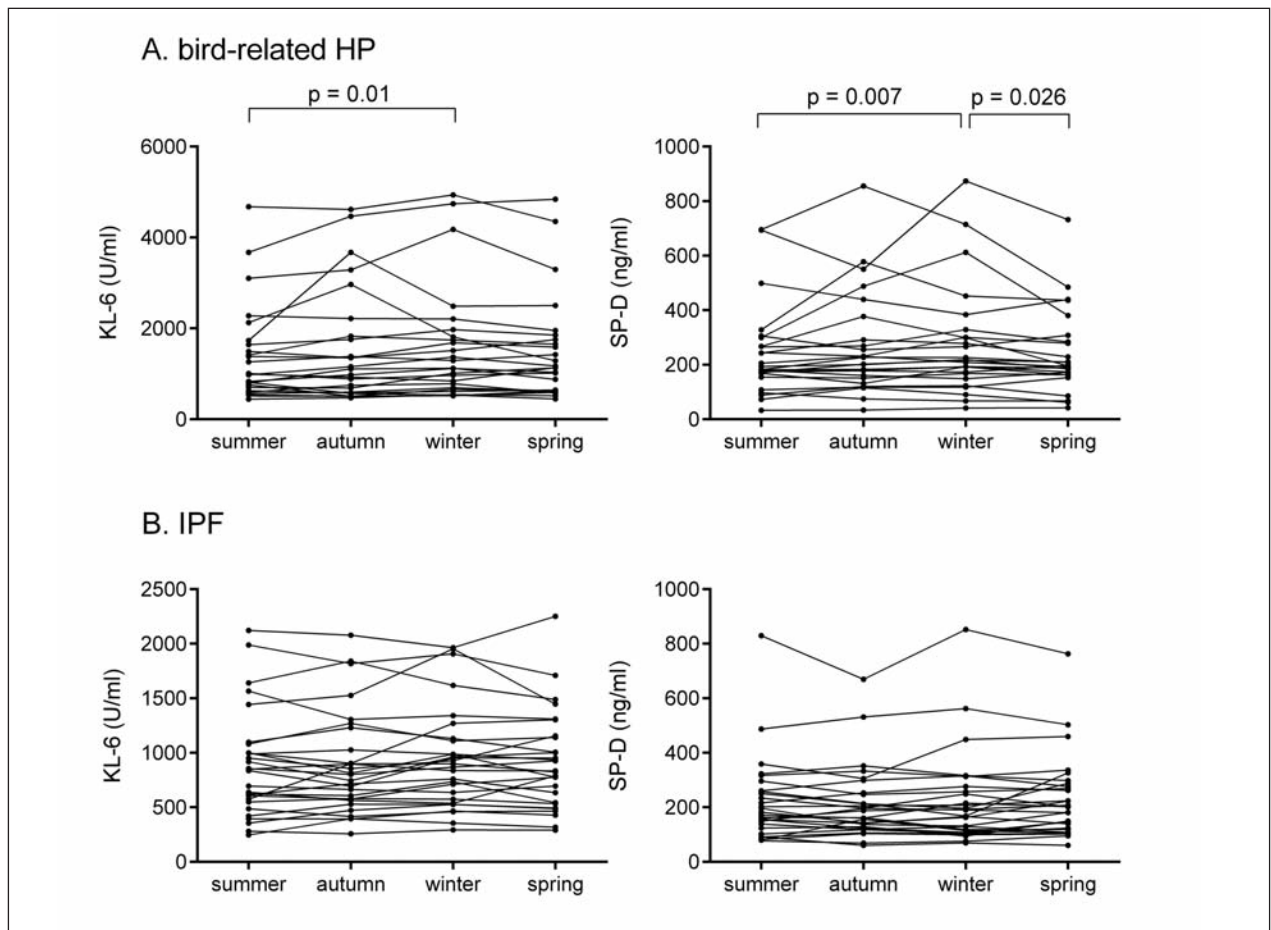 A. bird-related HP
p = 0.01
p = 0.007
p = 0.026
KL-6 (U/ml)
6000
4000
2000
0
summer autumn winter spring
SP-D (ng/ml)
1000
800
600
400
200
0
summer autumn winter spring
B. IPF
KL-6 (U/ml)
2500
2000
1500
1000
500
0
summer autumn winter spring
SP-D (ng/ml)
1000
800
600
400
200
0
summer autumn winter spring